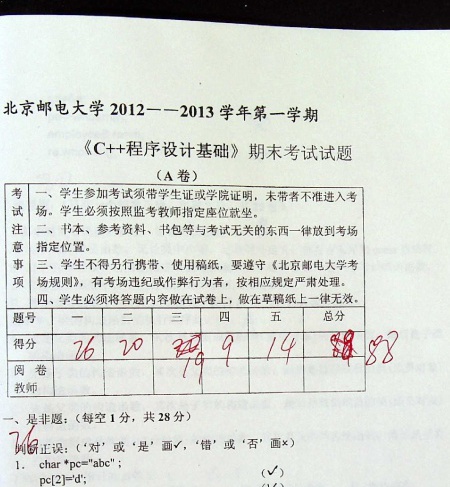 北京邮电大学 2012——2013 学年第一学期
《C++程序设计基础》期末考试试题
（A 卷）
考试注意事项
一、学生参加考试须带学生证或学院证明，未带者不准进入考
场。学生必须按照监考教师指定座位就坐。
二、书本、参考资料、书包等与考试无关的东西一律放到考场
指定位置。
三、学生不得另行携带、使用稿纸，要遵守《北京邮电大学考
场规则》，有考场违纪或作弊行为者，按相应规定严肃处理。
四、学生必须将答题内容做在试卷上，做在草稿纸上一律无效。
题号 一 二 三 四 五 总分
得分 26 20 19 9 14 88
阅卷
教师
一、是非题：（每空 1 分，共 28 分）
26
判断正误：（‘对’或‘是’画✓，‘错’或‘否’画×）
1. char *pc="abc" ; (✓)
pc[2]='d';